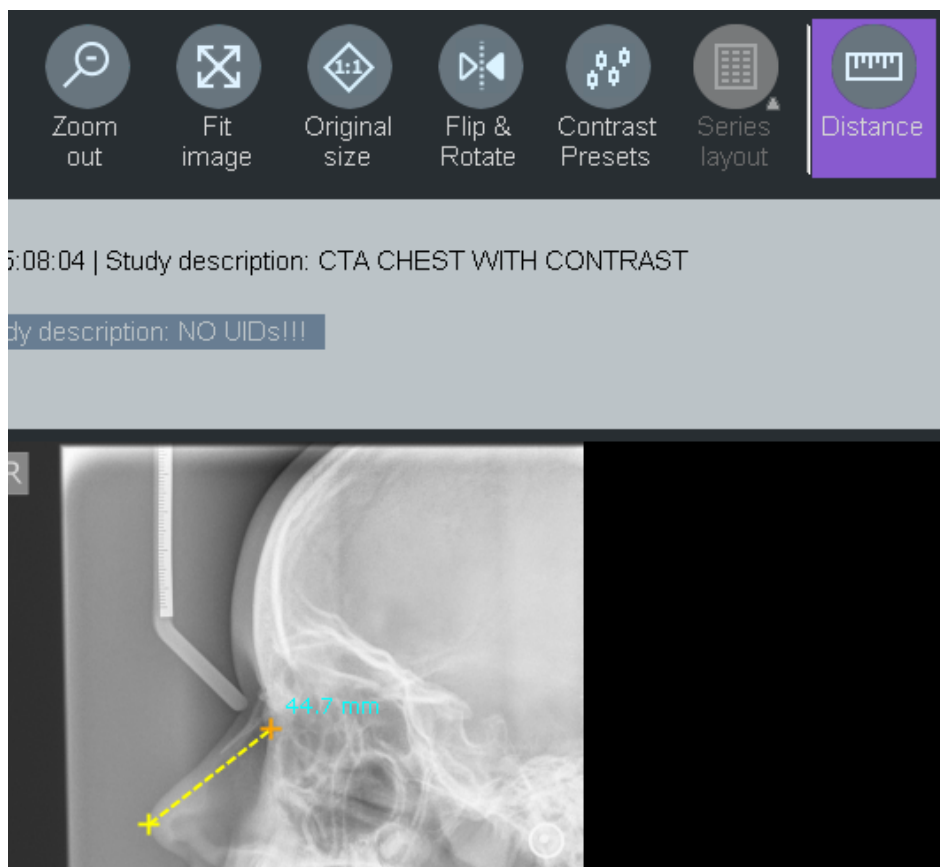 Zoom out
Fit image
1:1
Original size
Flip & Rotate
Contrast Presets
Series layout
Distance
5:08:04 | Study description: CTA CHEST WITH CONTRAST
dy description: NO UIDs!!!
R
44.7 mm